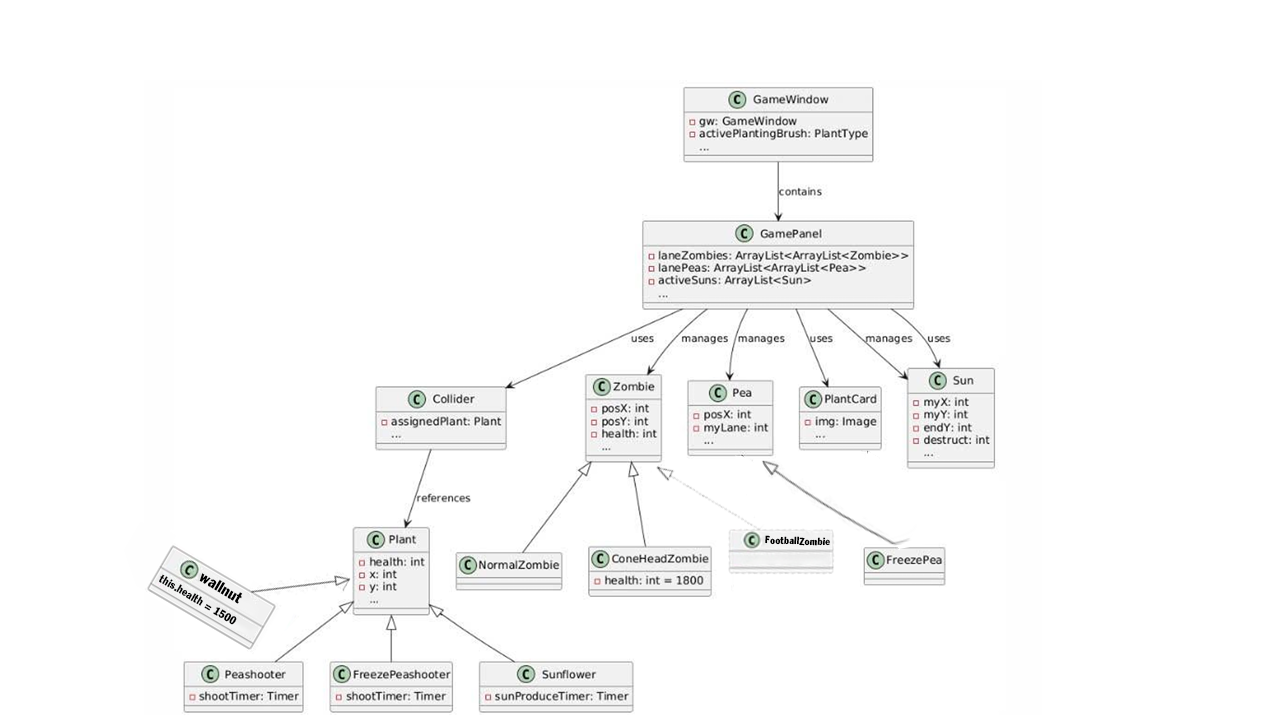 C GameWindow
gw: GameWindow
activePlantingBrush: PlantType
...
contains
C GamePanel
laneZombies: ArrayList<ArrayList<Zombie>>
lanePeas: ArrayList<ArrayList<Pea>>
activeSuns: ArrayList<Sun>
...
uses
manages
manages
uses
manages
uses
C Collider
assignedPlant: Plant
...
C Zombie
posX: int
posY: int
health: int
...
C Pea
posX: int
myLane: int
...
C PlantCard
img: Image
...
C Sun
myX: int
myY: int
endY: int
destruct: int
...
references
C Plant
health: int
x: int
y: int
...
C NormalZombie
C ConeHeadZombie
health: int = 1800
C FootballZombie
C FreezePea
C wallnut
this.health = 1500
C Peashooter
shootTimer: Timer
C FreezePeashooter
shootTimer: Timer
C Sunflower
sunProduceTimer: Timer